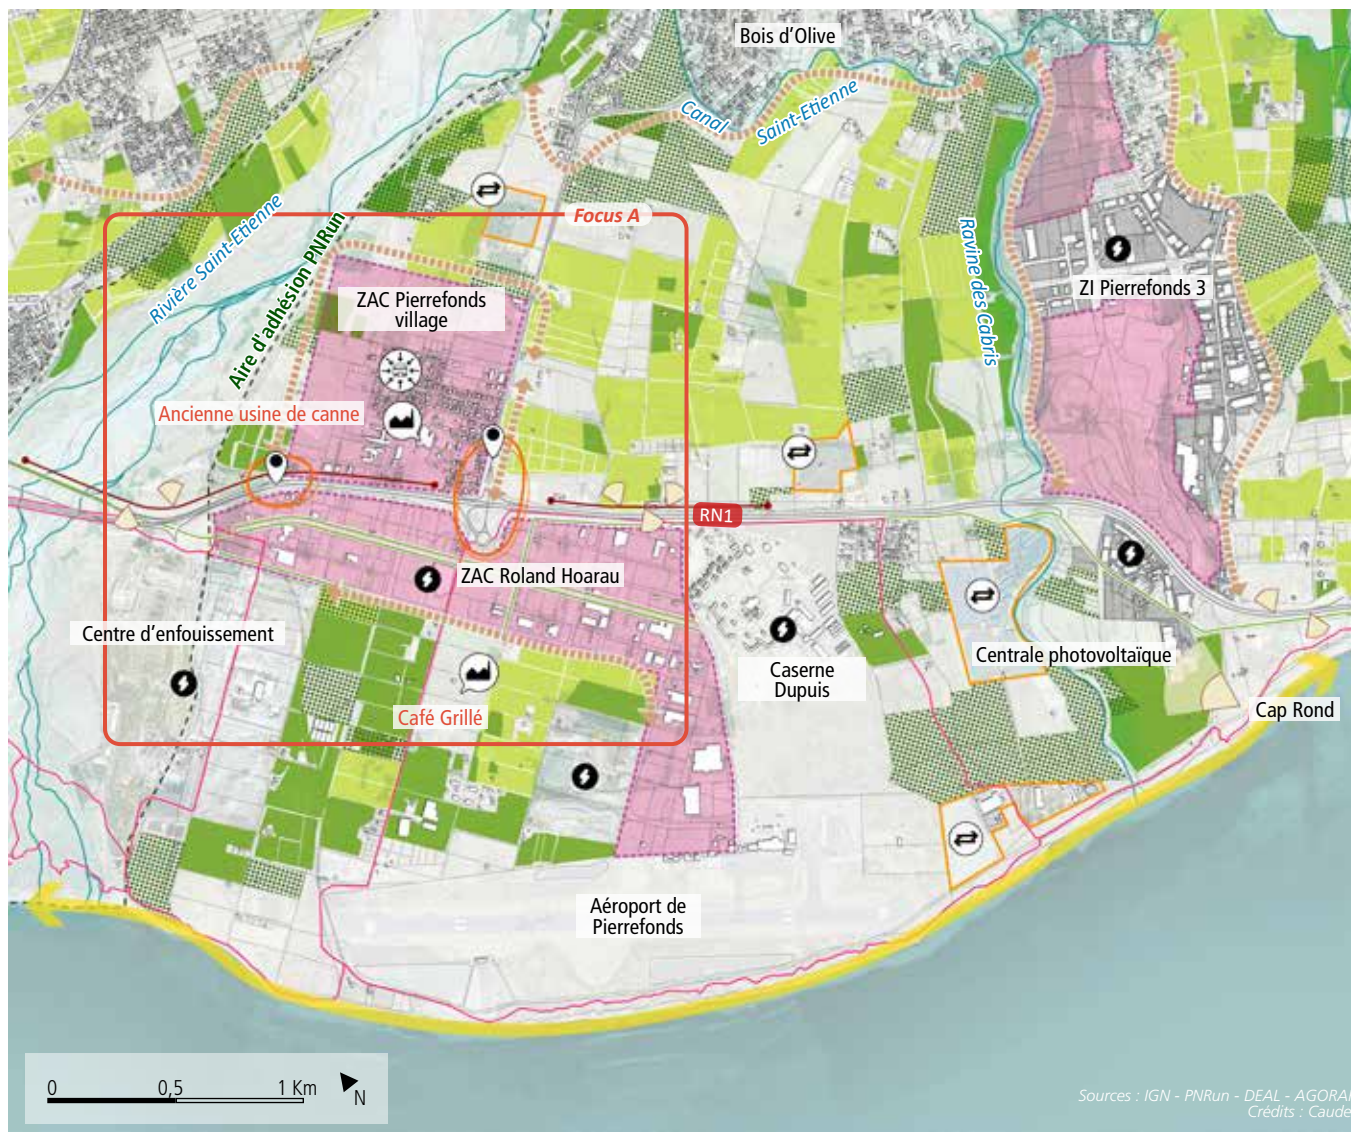 Bois d'Olive
Canal
Saint-Etienne
Rivière Saint-Etienne
Focus A
Aire d'adhésion PNRun
Ravine des Cabris
ZAC Pierrefonds
village
ZI Pierrefonds 3
Ancienne usine de canne
RN1
ZAC Roland Hoarau
Centre d'enfouissement
Caserne
Dupuis
Centrale photovoltaïque
Café Grillé
Cap Rond
Aéroport de
Pierrefonds
0 0,5 1 Km
N
Sources : IGN - PNRun - DEAL - AGORA
Crédits : Caude